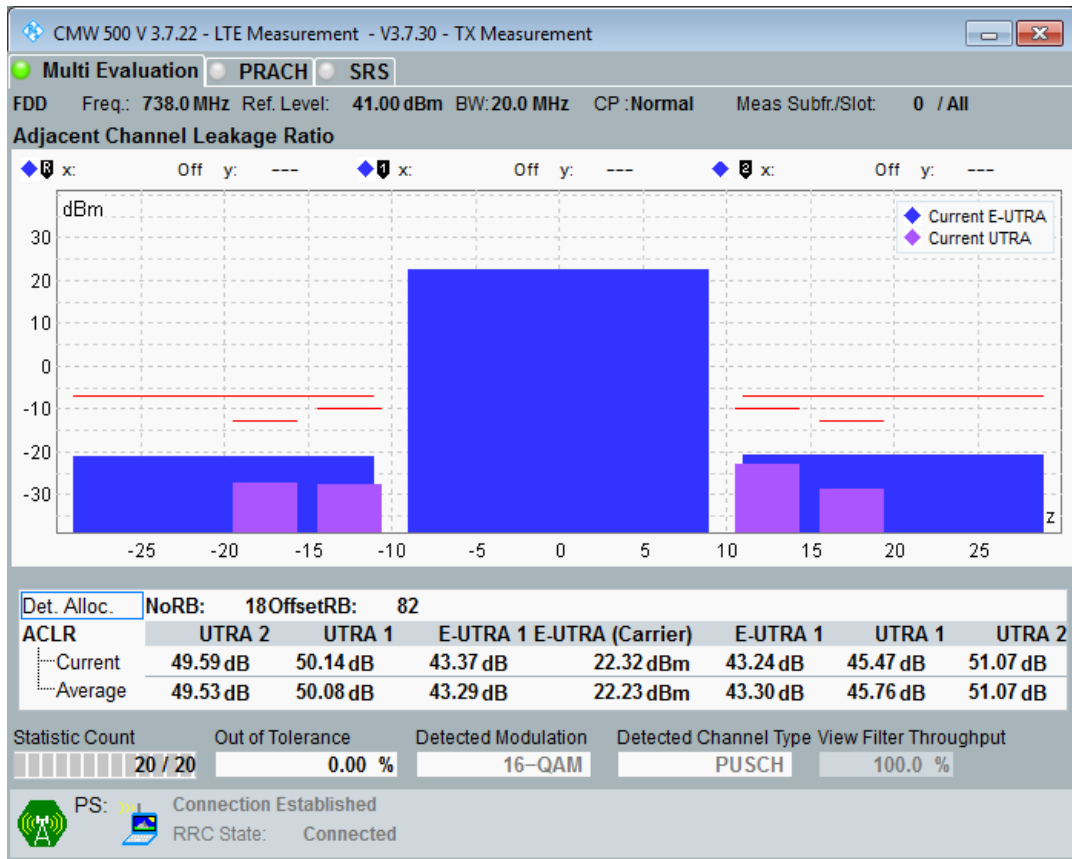 CMW 500 V 3.7.22 - LTE Measurement - V3.7.30 - TX Measurement
Multi Evaluation PRACH SRS
FDD Freq.: 738.0 MHz Ref. Level: 41.00 dBm BW:20.0 MHz CP :Normal Meas Subfr./Slot: 0 / All
Adjacent Channel Leakage Ratio
R x: Off y: --- 1 x: Off y: --- 2 x: Off y: ---
dBm
Current E-UTRA
Current UTRA
30
20
10
0
-10
-20
-30
z
-25 -20 -15 -10 -5 0 5 10 15 20 25
Det. Alloc. NoRB: 18 OffsetRB: 82
ACLR UTRA 2 UTRA 1 E-UTRA 1 E-UTRA (Carrier) E-UTRA 1 UTRA 1 UTRA 2
Current 49.59 dB 50.14 dB 43.37 dB 22.32 dBm 43.24 dB 45.47 dB 51.07 dB
Average 49.53 dB 50.08 dB 43.29 dB 22.23 dBm 43.30 dB 45.76 dB 51.07 dB
Statistic Count Out of Tolerance Detected Modulation Detected Channel Type View Filter Throughput
20 / 20 0.00 % 16-QAM PUSCH 100.0 %
PS: Connection Established
RRC State: Connected